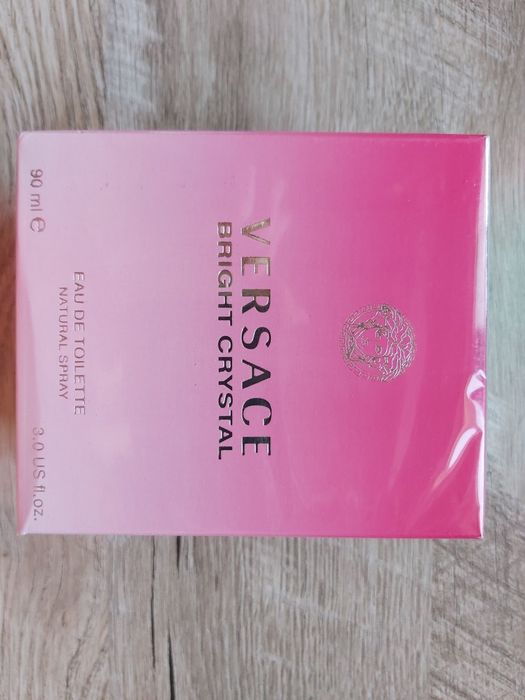 VERSACE
BRIGHT CRYSTAL
EAU DE TOILETTE
NATURAL SPRAY
90 ml ℮
3.0 US fl.oz.